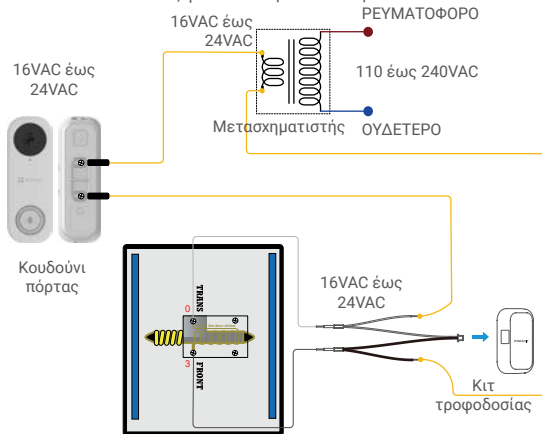 ΡΕΥΜΑΤΟΦΟΡΟ
16VAC έως
24VAC
110 έως 240VAC
16VAC έως
24VAC
Μετασχηματιστής
ΟΥΔΕΤΕΡΟ
Κουδούνι
πόρτας
TRANS
0
3
FRONT
16VAC έως
24VAC
Κιτ
τροφοδοσίας